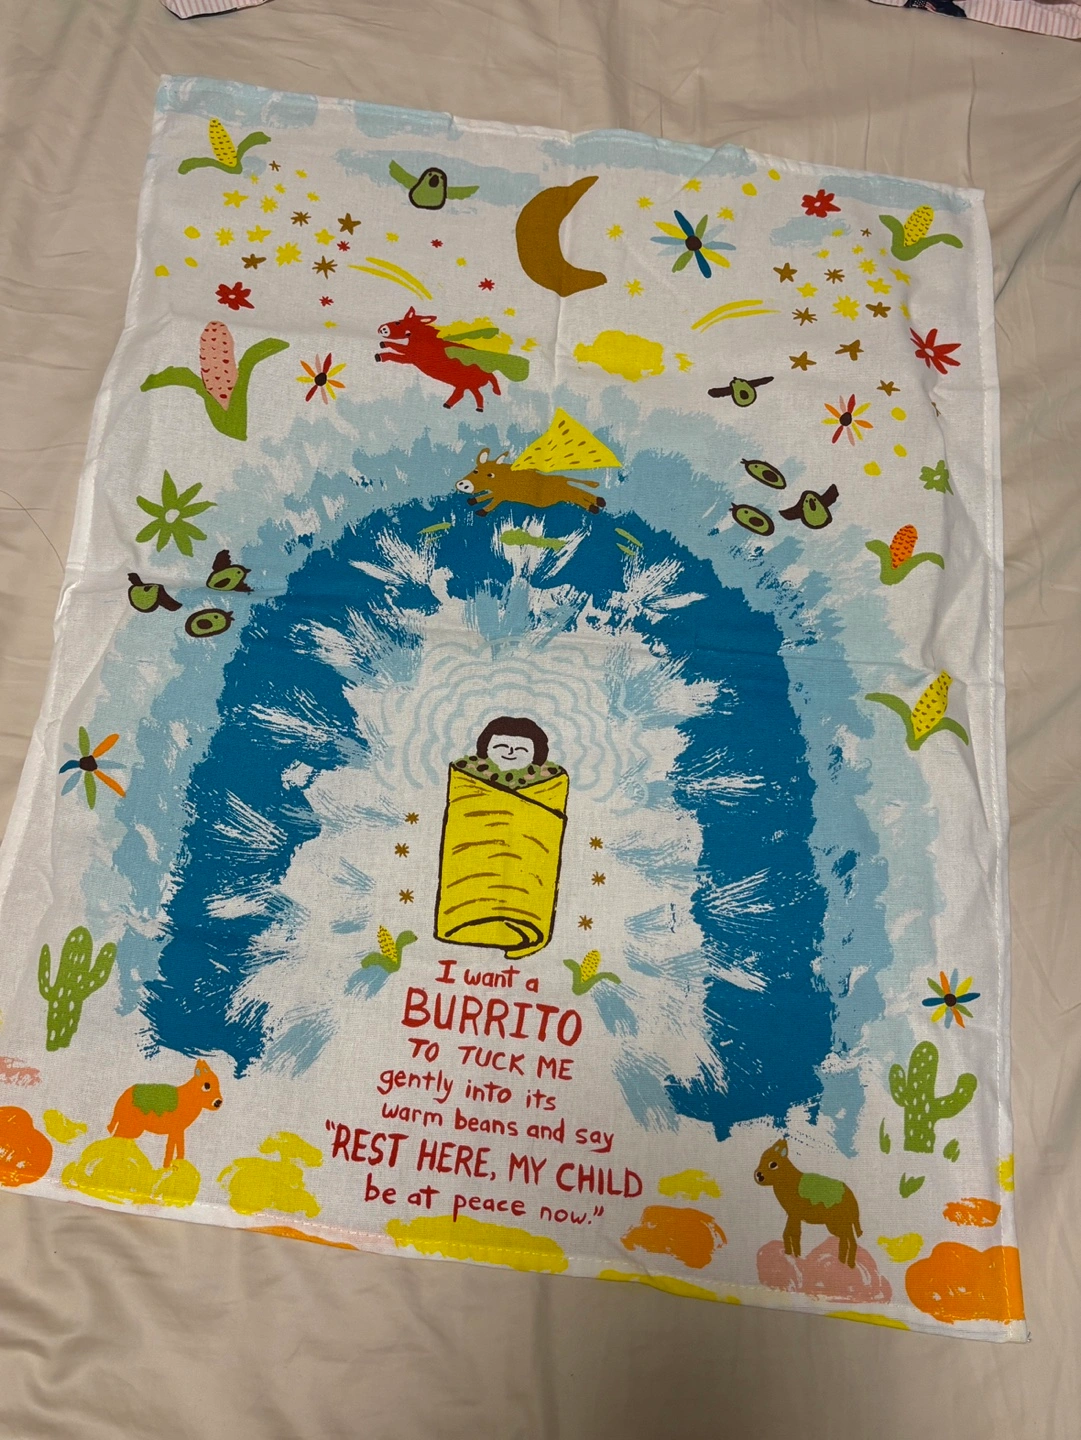 I want a
BURRITO
TO TUCK ME
gently into its
warm beans and say
"REST HERE, MY CHILD
be at peace now."